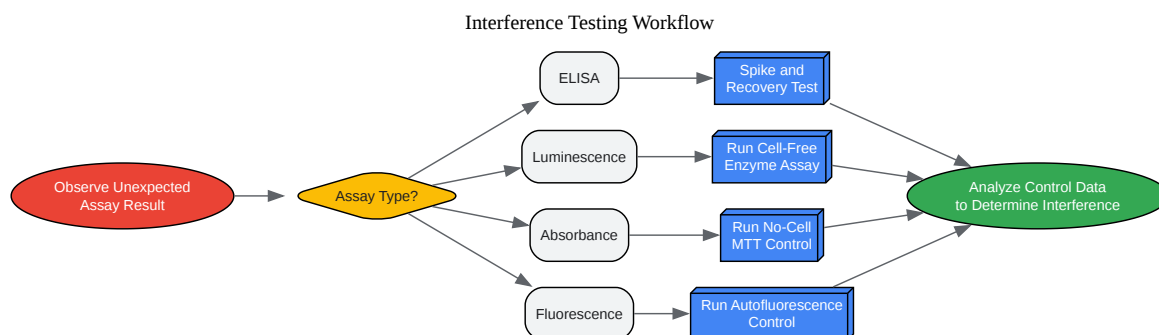 Interference Testing Workflow
Observe Unexpected
Assay Result
Assay Type?
ELISA
Spike and
Recovery Test
Luminescence
Run Cell-Free
Enzyme Assay
Absorbance
Run No-Cell
MTT Control
Fluorescence
Run Autofluorescence
Control
Analyze Control Data
to Determine Interference